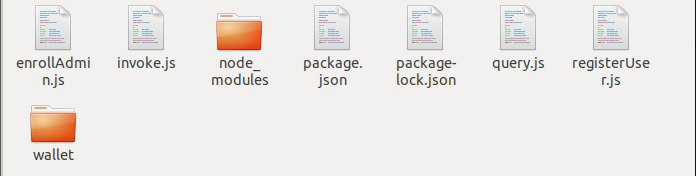 enrollAdmi
n.js
invoke.js
node_
modules
package.
json
package-
lock.json
query.js
registerUse
r.js
wallet